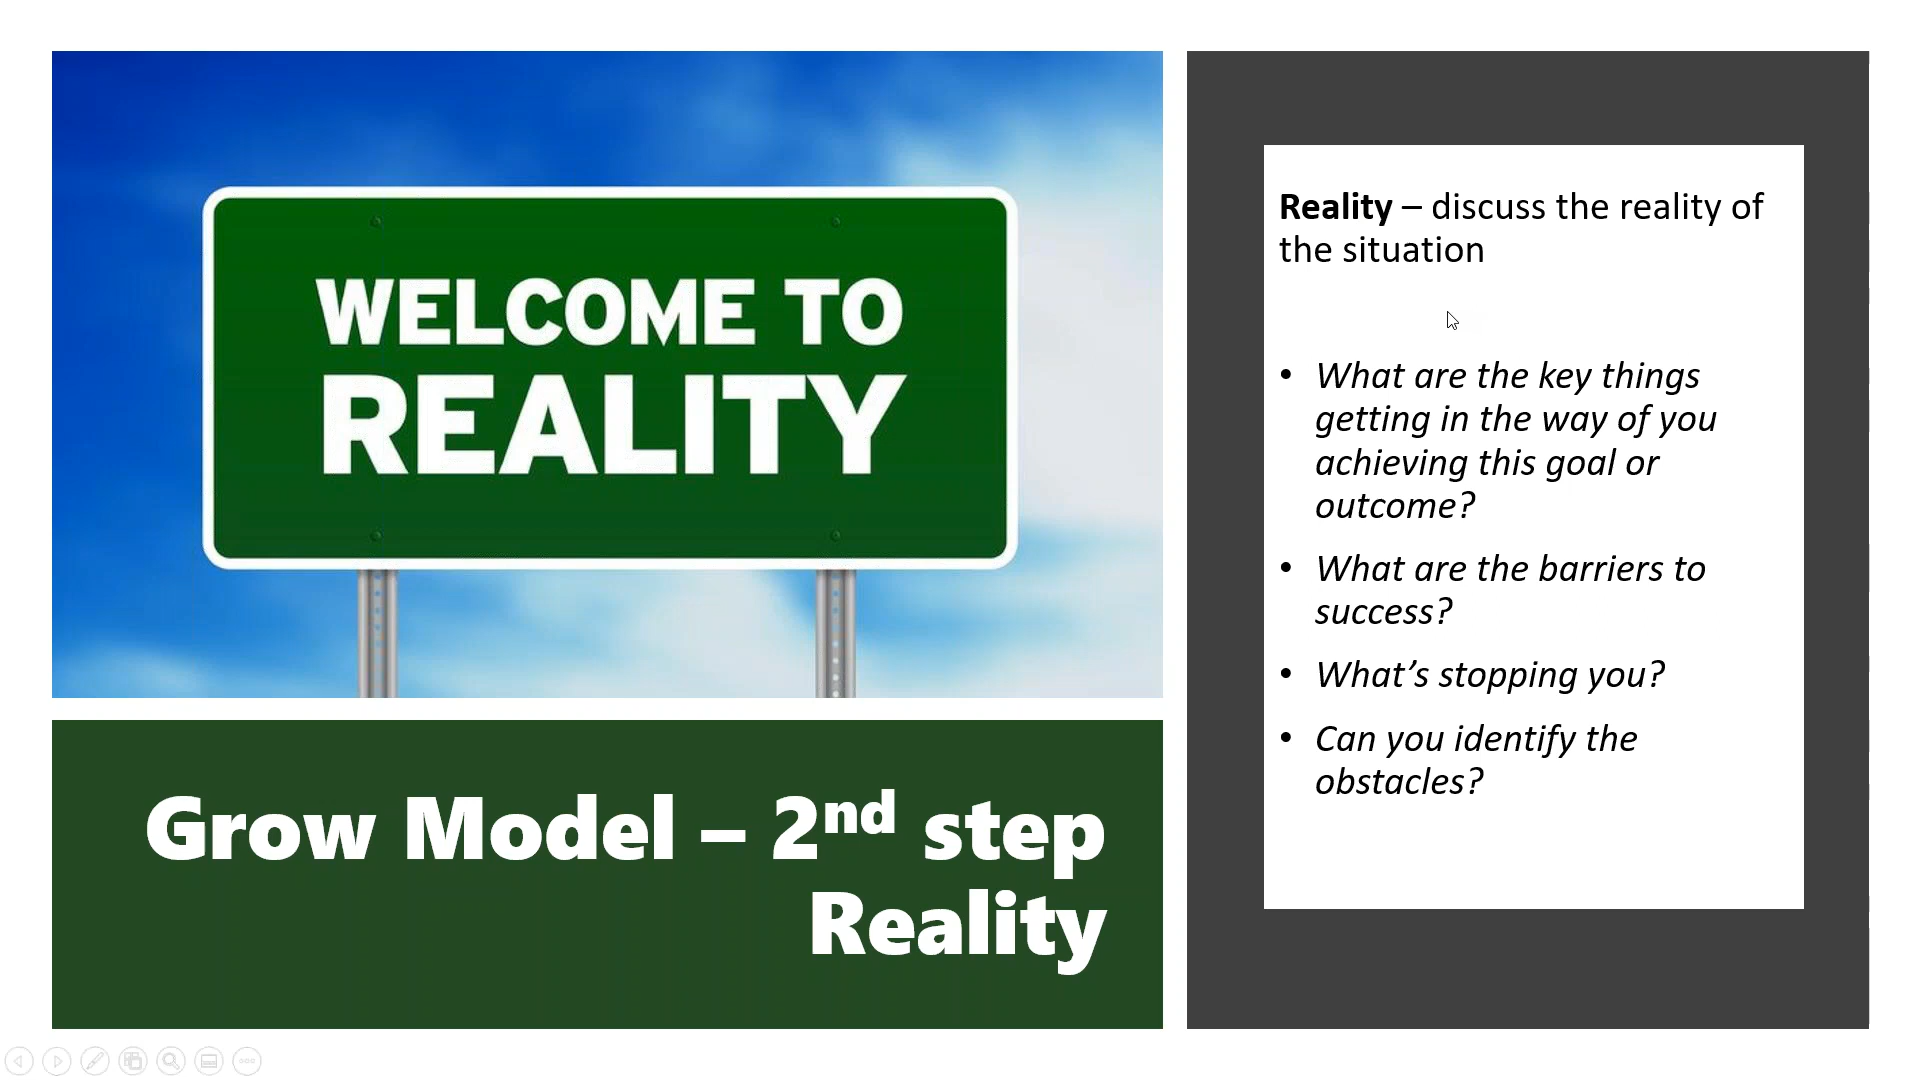 WELCOME TO
REALITY
Grow Model – 2nd step
Reality
Reality – discuss the reality of
the situation
• What are the key things
getting in the way of you
achieving this goal or
outcome?
• What are the barriers to
success?
• What’s stopping you?
• Can you identify the
obstacles?